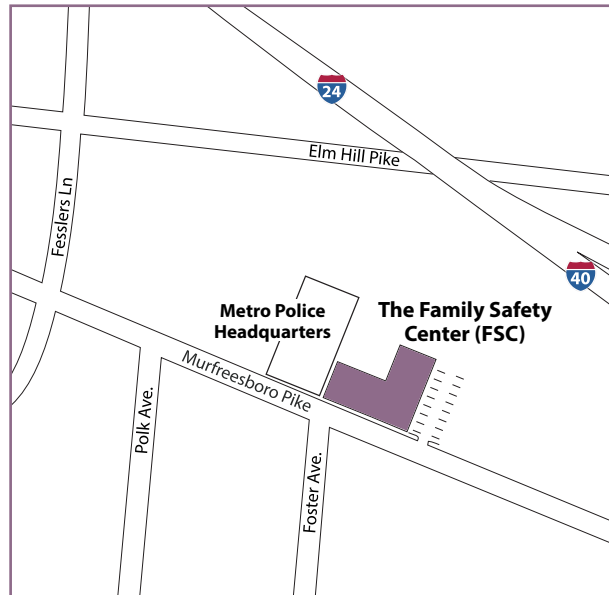 24
Elm Hill Pike
Fesslers Ln
40
Metro Police
Headquarters
The Family Safety
Center (FSC)
Murfreesboro Pike
Polk Ave.
Foster Ave.